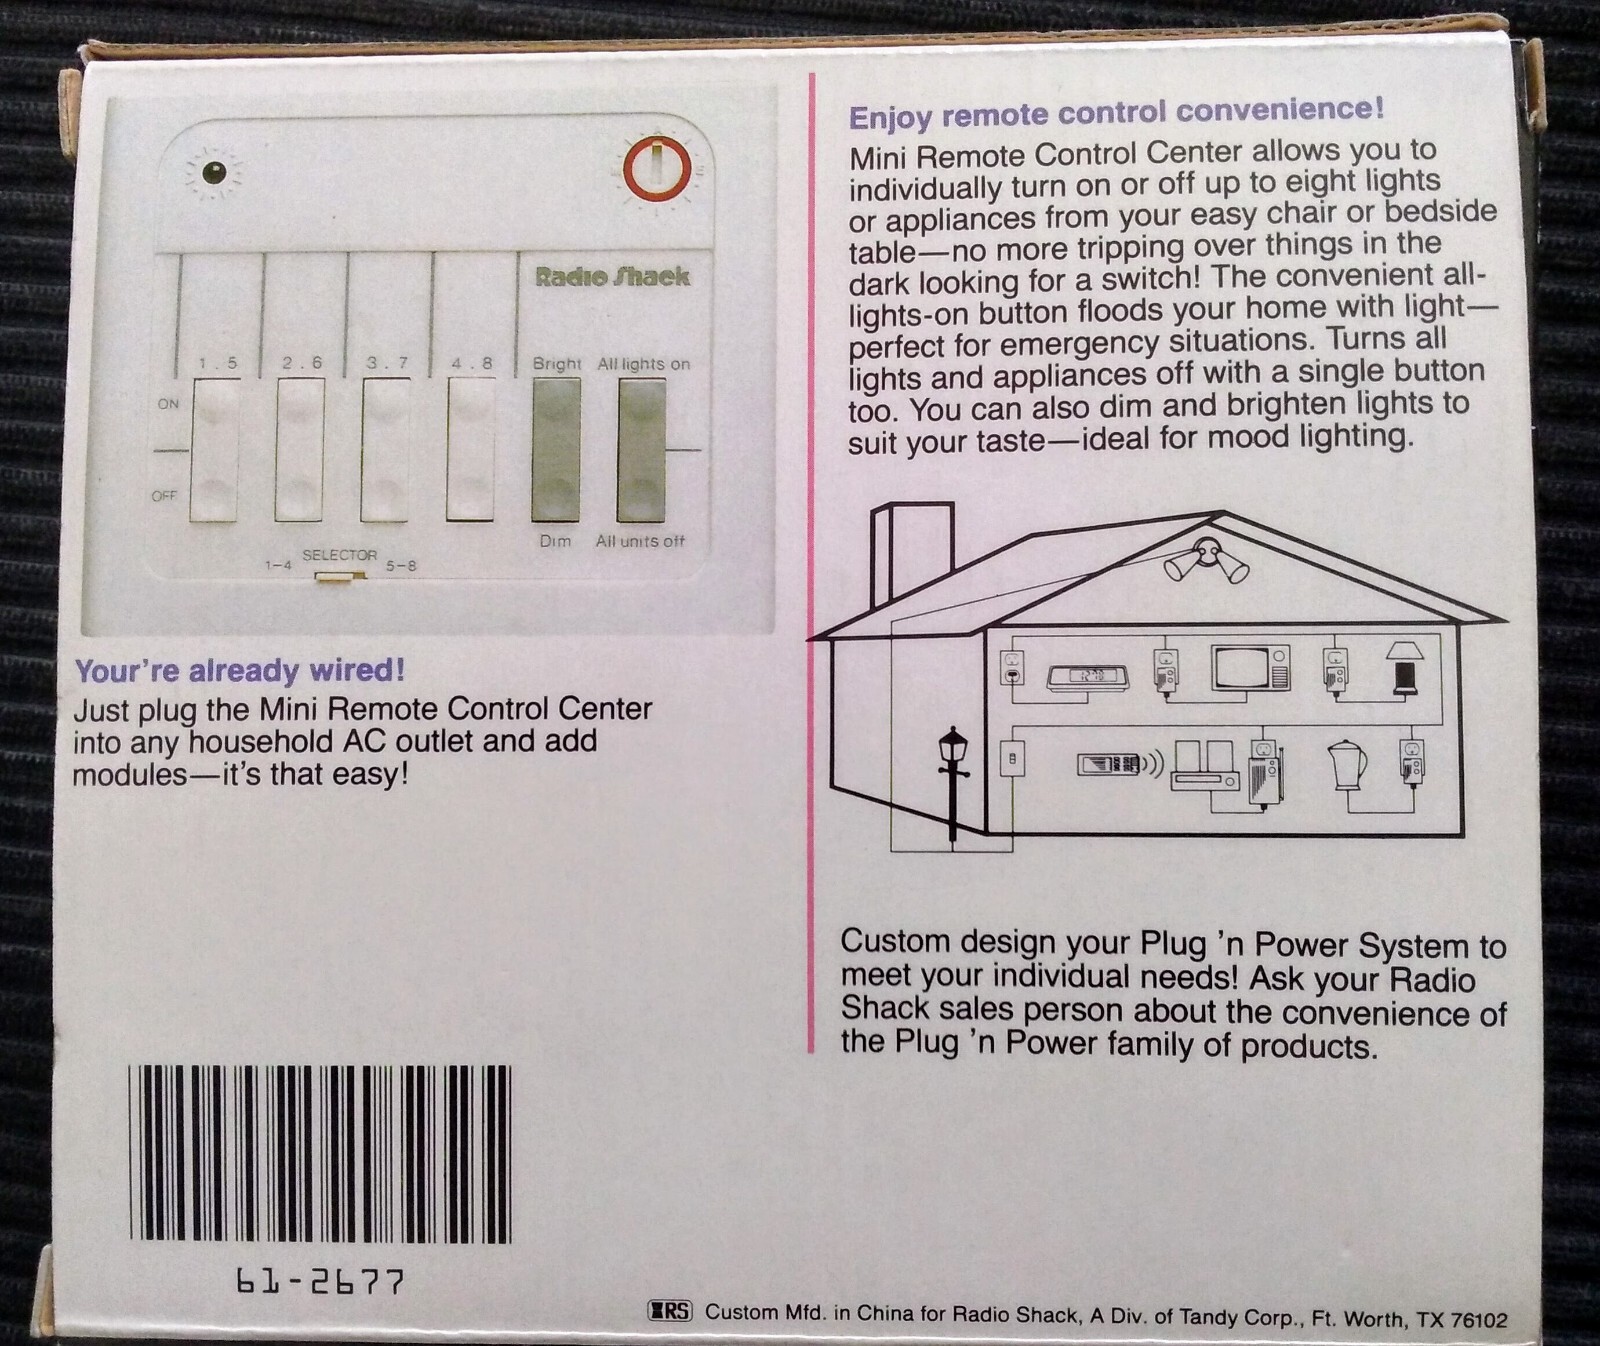 Radio Shack
1 . 5 2 . 6 3 . 7 4 . 8 Bright All lights on
ON
OFF
Dim All units off
SELECTOR
1–4 5–8
Your're already wired!
Just plug the Mini Remote Control Center
into any household AC outlet and add
modules—it's that easy!
61-2677
Enjoy remote control convenience!
Mini Remote Control Center allows you to
individually turn on or off up to eight lights
or appliances from your easy chair or bedside
table—no more tripping over things in the
dark looking for a switch! The convenient all-
lights-on button floods your home with light—
perfect for emergency situations. Turns all
lights and appliances off with a single button
too. You can also dim and brighten lights to
suit your taste—ideal for mood lighting.
Custom design your Plug 'n Power System to
meet your individual needs! Ask your Radio
Shack sales person about the convenience of
the Plug 'n Power family of products.
RS Custom Mfd. in China for Radio Shack, A Div. of Tandy Corp., Ft. Worth, TX 76102